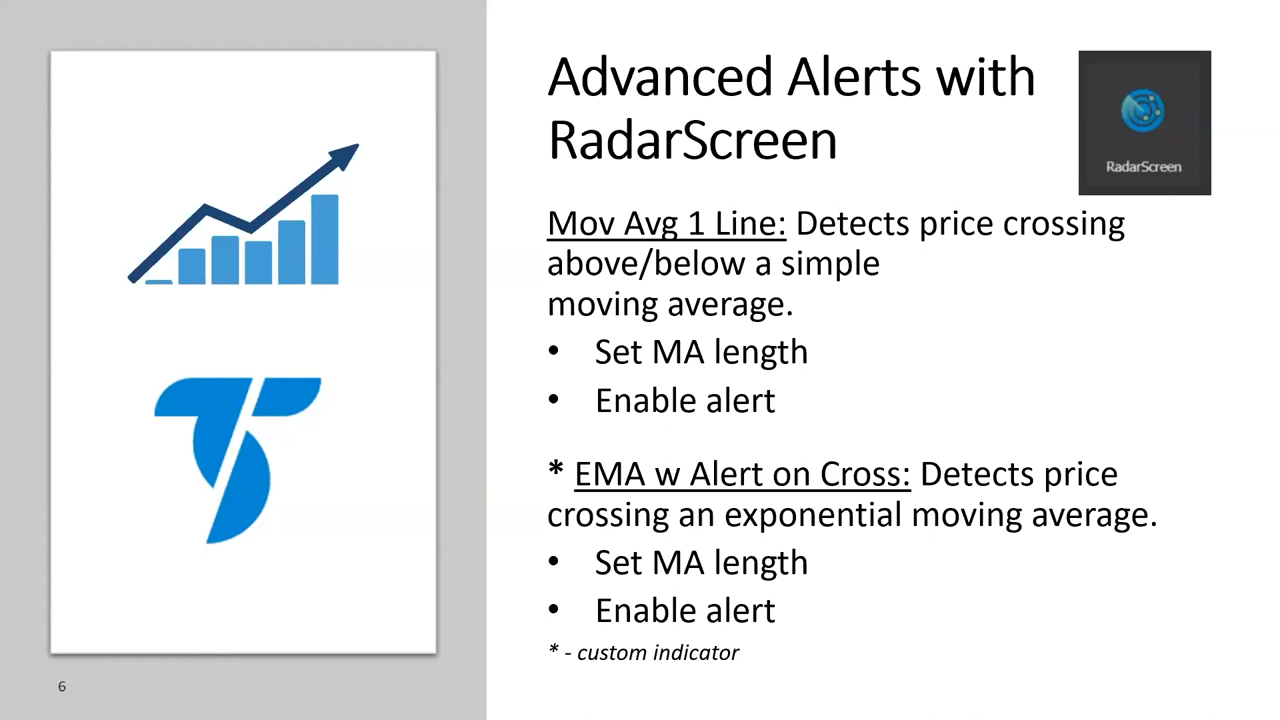 Advanced Alerts with
RadarScreen
RadarScreen
Mov Avg 1 Line: Detects price crossing
above/below a simple
moving average.
• Set MA length
• Enable alert
* EMA w Alert on Cross: Detects price
crossing an exponential moving average.
• Set MA length
• Enable alert
* - custom indicator
6